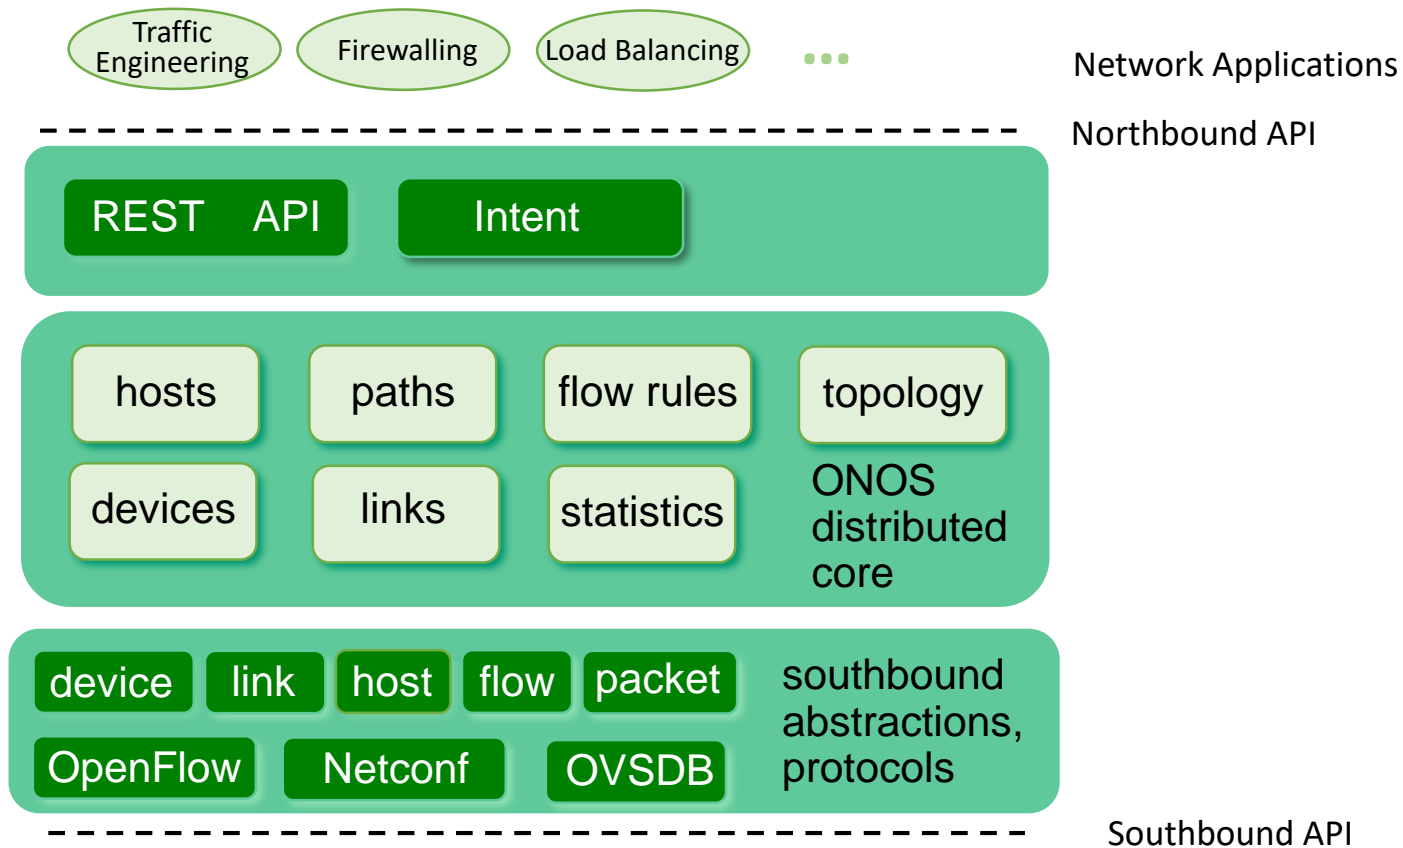 Traffic
Engineering
Firewalling
Load Balancing
...
Network Applications
Northbound API
REST API
Intent
hosts
paths
flow rules
topology
devices
links
statistics
ONOS
distributed
core
device
link
host
flow
packet
southbound
abstractions,
protocols
OpenFlow
Netconf
OVSDB
Southbound API